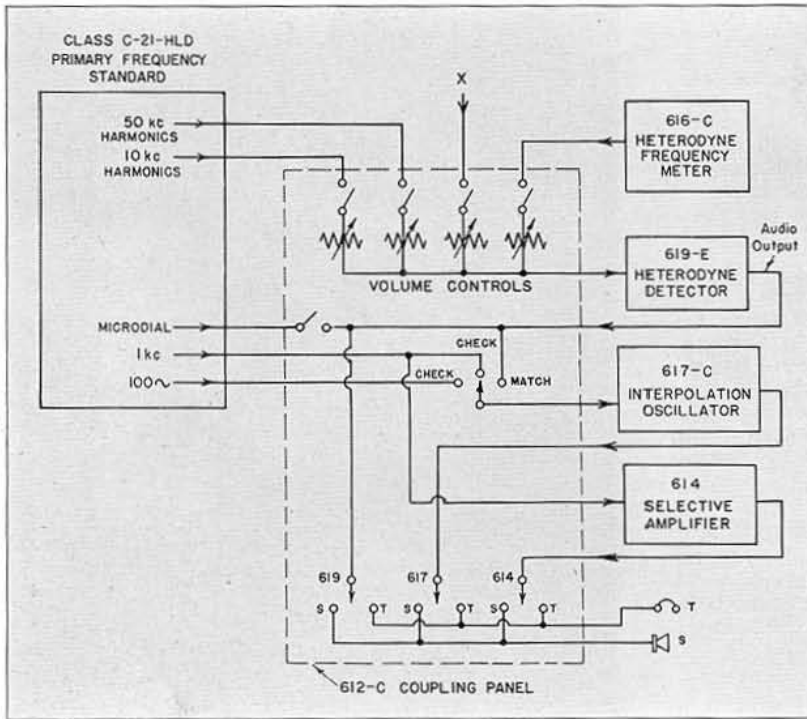 CLASS C-21-HLD
PRIMARY FREQUENCY
STANDARD
50 kc
HARMONICS
10 kc
HARMONICS
X
616-C
HETERODYNE
FREQUENCY
METER
619-E
HETERODYNE
DETECTOR
Audio
Output
VOLUME CONTROLS
MICRODIAL
1 kc
100~
CHECK
CHECK
MATCH
617-C
INTERPOLATION
OSCILLATOR
614
SELECTIVE
AMPLIFIER
619
617
614
S
T
S
T
S
T
T
S
612-C COUPLING PANEL